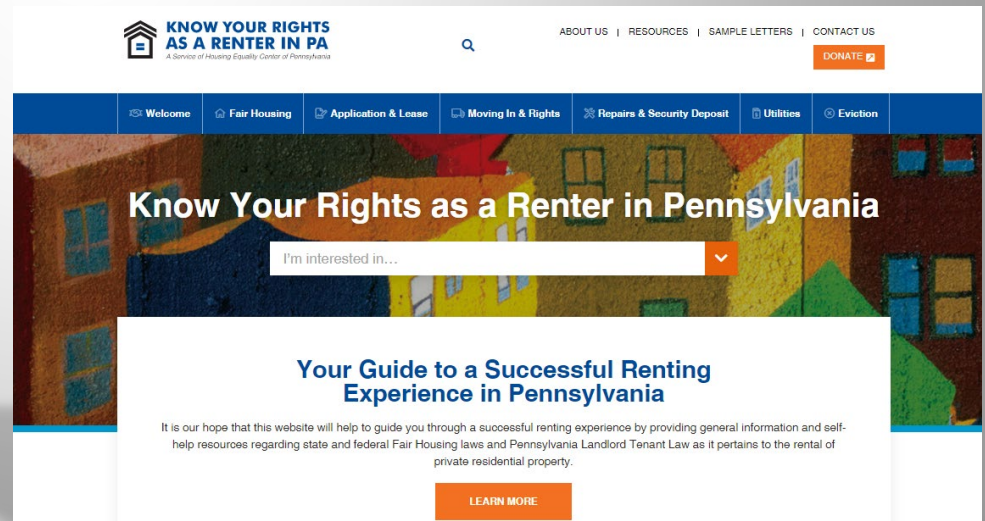 KNOW YOUR RIGHTS
AS A RENTER IN PA
A Service of Housing Equality Center of Pennsylvania
ABOUT US | RESOURCES | SAMPLE LETTERS | CONTACT US
DONATE
Welcome
Fair Housing
Application & Lease
Moving In & Rights
Repairs & Security Deposit
Utilities
Eviction
Know Your Rights as a Renter in Pennsylvania
I'm interested in...
Your Guide to a Successful Renting
Experience in Pennsylvania
It is our hope that this website will help to guide you through a successful renting experience by providing general information and self-
help resources regarding state and federal Fair Housing laws and Pennsylvania Landlord Tenant Law as it pertains to the rental of
private residential property.
LEARN MORE